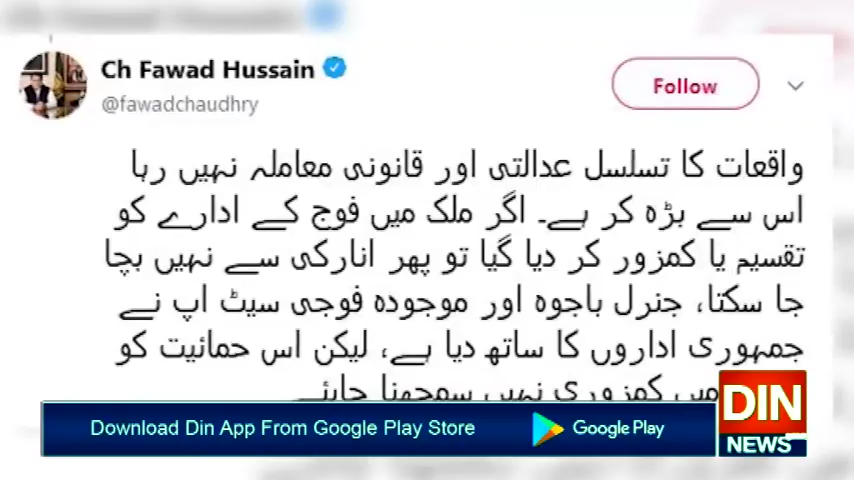 Ch Fawad Hussain
@fawadchaudhry
Follow
واقعات کا تسلسل عدالتی اور قانونی معاملہ نہیں رہا
اس سے بڑہ کر ہے۔ اگر ملک میں فوج کے ادارے کو
تقسیم یا کمزور کر دیا گیا تو پھر انارکی سے نہیں بچا
جا سکتا، جنرل باجوہ اور موجودہ فوجی سیٹ اپ نے
جمہوری اداروں کا ساتھ دیا ہے، لیکن اس حمائیت کو
میں کمزوری نہیں سمجھنا چاہئے
Download Din App From Google Play Store
Google Play
DIN
NEWS